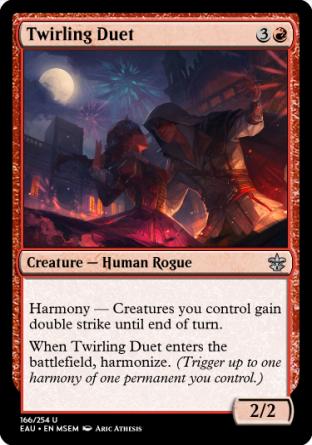 Twirling Duet 3
Creature — Human Rogue
Harmony — Creatures you control gain
double strike until end of turn.
When Twirling Duet enters the
battlefield, harmonize. (Trigger up to one
harmony of one permanent you control.)
2/2
166/254 U
EAU • EN MSEM Aric Athesis